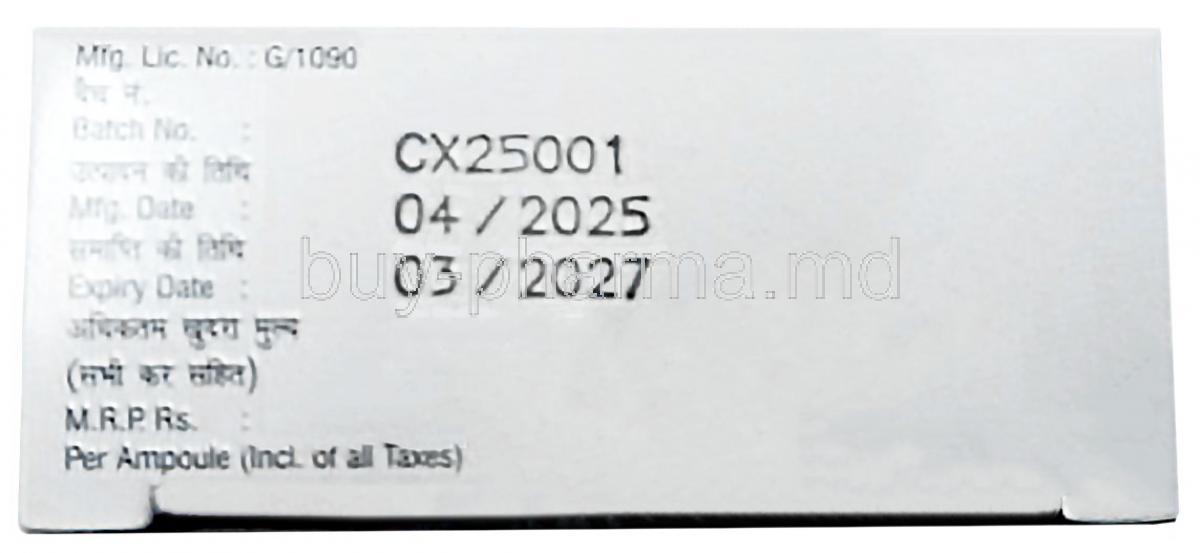 Mfg. Lic. No. : G/1090
बैच नं.
Batch No. : CX25001
उत्पादन की तिथि
Mfg. Date : 04/2025
समाप्ति की तिथि
Expiry Date : 03/2027
buy-pharma.md
अधिकतम खुदरा मुल्य
(सभी कर सहित)
M.R.P. Rs. :
Per Ampoule (Incl. of all Taxes)